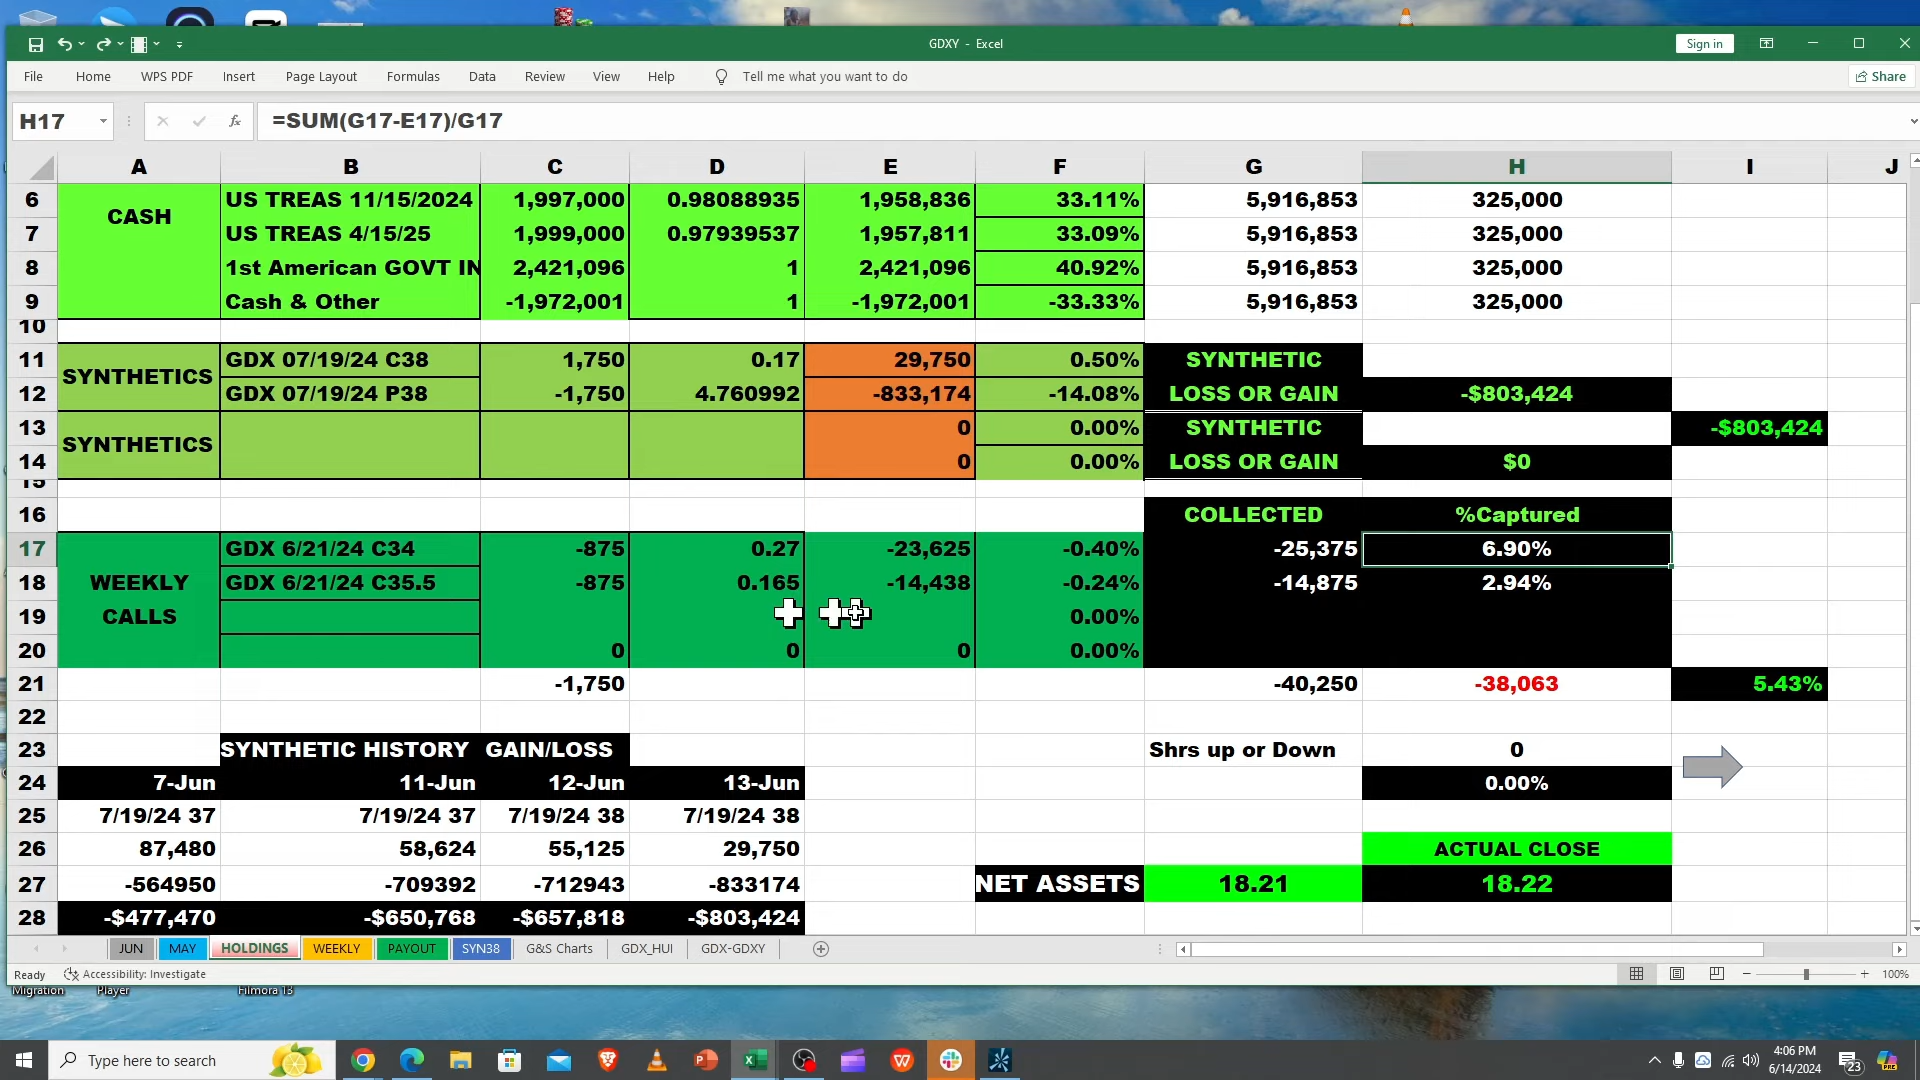 GDXY - Excel
Sign in
File Home WPS PDF Insert Page Layout Formulas Data Review View Help Tell me what you want to do Share
H17 fx =SUM(G17-E17)/G17
A B C D E F G H I J
6 US TREAS 11/15/2024 1,997,000 0.98088935 1,958,836 33.11% 5,916,853 325,000
CASH
7 US TREAS 4/15/25 1,999,000 0.97939537 1,957,811 33.09% 5,916,853 325,000
8 1st American GOVT IN 2,421,096 1 2,421,096 40.92% 5,916,853 325,000
9 Cash & Other -1,972,001 1 -1,972,001 -33.33% 5,916,853 325,000
10
11 GDX 07/19/24 C38 1,750 0.17 29,750 0.50% SYNTHETIC
SYNTHETICS
12 GDX 07/19/24 P38 -1,750 4.760992 -833,174 -14.08% LOSS OR GAIN -$803,424
13 0 0.00% SYNTHETIC -$803,424
SYNTHETICS
14 0 0.00% LOSS OR GAIN $0
15
16 COLLECTED %Captured
17 GDX 6/21/24 C34 -875 0.27 -23,625 -0.40% -25,375 6.90%
18 WEEKLY GDX 6/21/24 C35.5 -875 0.165 -14,438 -0.24% -14,875 2.94%
19 CALLS 0.00%
20 0 0 0 0.00%
21 -1,750 -40,250 -38,063 5.43%
22
23 SYNTHETIC HISTORY GAIN/LOSS Shrs up or Down 0
24 7-Jun 11-Jun 12-Jun 13-Jun 0.00%
25 7/19/24 37 7/19/24 37 7/19/24 38 7/19/24 38
26 87,480 58,624 55,125 29,750 ACTUAL CLOSE
27 -564950 -709392 -712943 -833174 NET ASSETS 18.21 18.22
28 -$477,470 -$650,768 -$657,818 -$803,424
JUN MAY HOLDINGS WEEKLY PAYOUT SYN38 G&S Charts GDX_HUI GDX-GDXY
Ready Accessibility: Investigate 100%
Migration Player Filmora 13
Type here to search
4:06 PM
6/14/2024
23